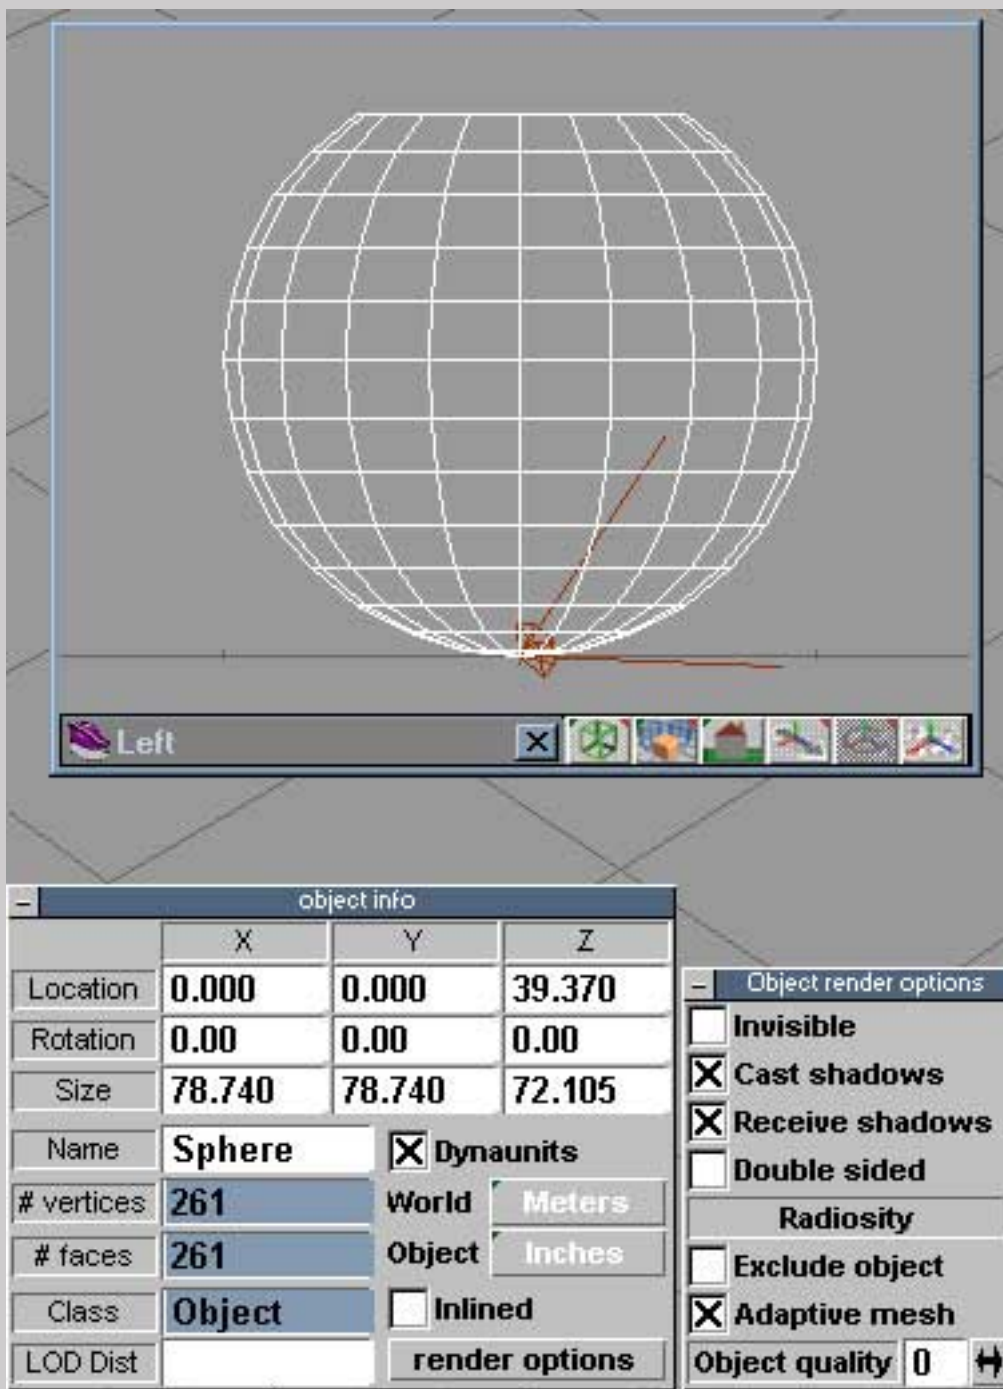 Left
object info
X Y Z
Location 0.000 0.000 39.370
Rotation 0.00 0.00 0.00
Size 78.740 78.740 72.105
Name Sphere Dynaunits
# vertices 261 World Meters
# faces 261 Object Inches
Class Object Inlined
LOD Dist render options
Object render options
Invisible
Cast shadows
Receive shadows
Double sided
Radiosity
Exclude object
Adaptive mesh
Object quality 0